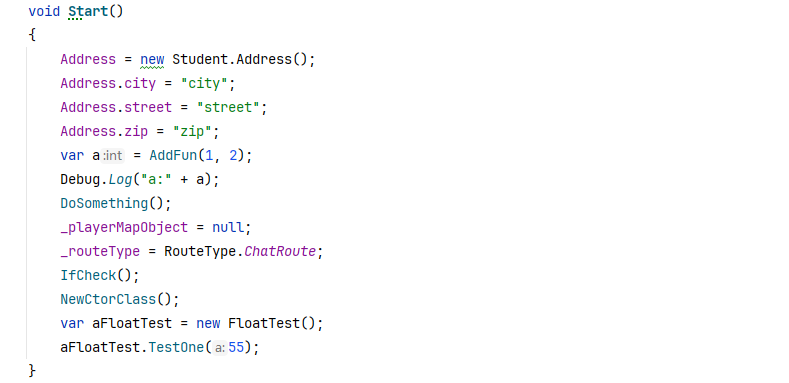 void Start()
{
Address = new Student.Address();
Address.city = "city";
Address.street = "street";
Address.zip = "zip";
var a:int = AddFun(1, 2);
Debug.Log("a:" + a);
DoSomething();
_playerMapObject = null;
_routeType = RouteType.ChatRoute;
IfCheck();
NewCtorClass();
var aFloatTest = new FloatTest();
aFloatTest.TestOne(a:55);
}